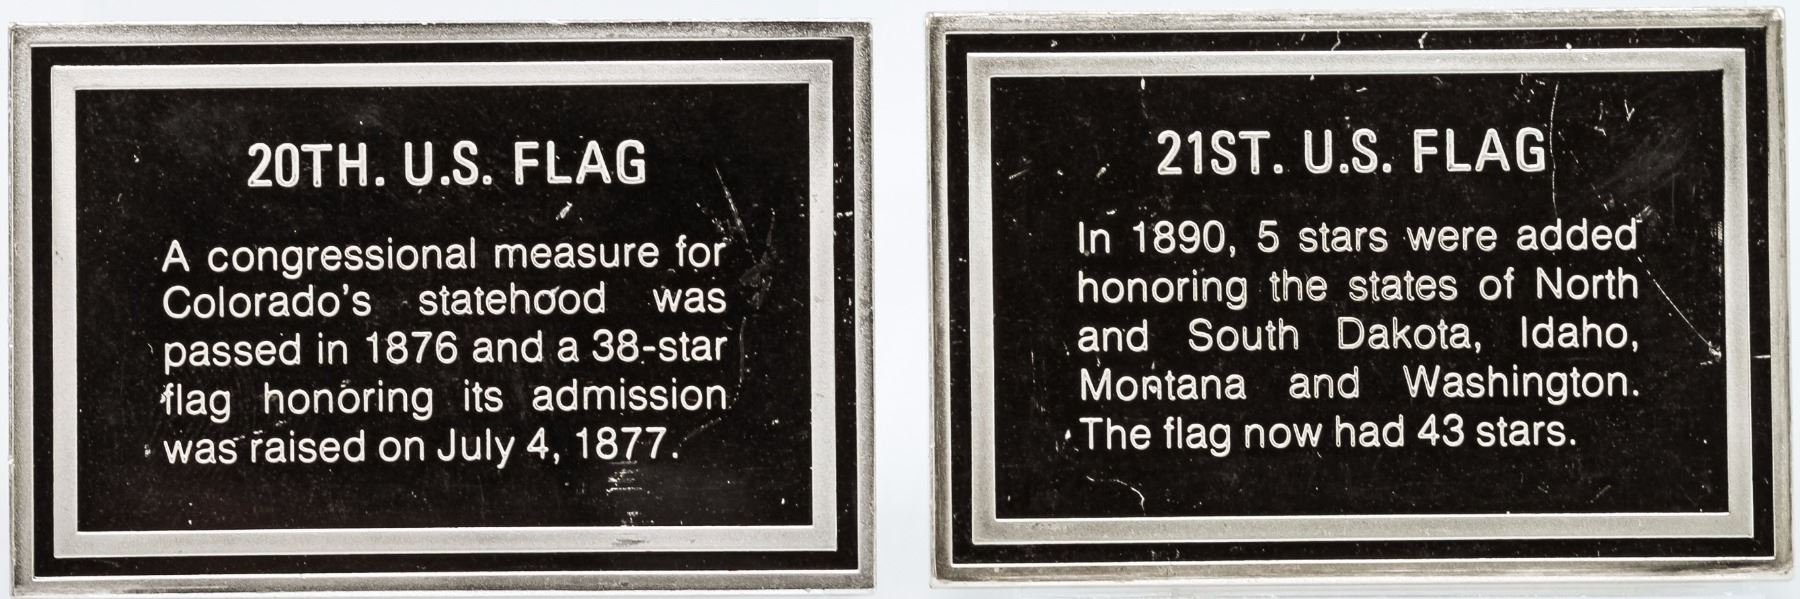 20TH. U.S. FLAG
A congressional measure for
Colorado's statehood was
passed in 1876 and a 38-star
flag honoring its admission
was raised on July 4, 1877.
21ST. U.S. FLAG
In 1890, 5 stars were added
honoring the states of North
and South Dakota, Idaho,
Montana and Washington.
The flag now had 43 stars.